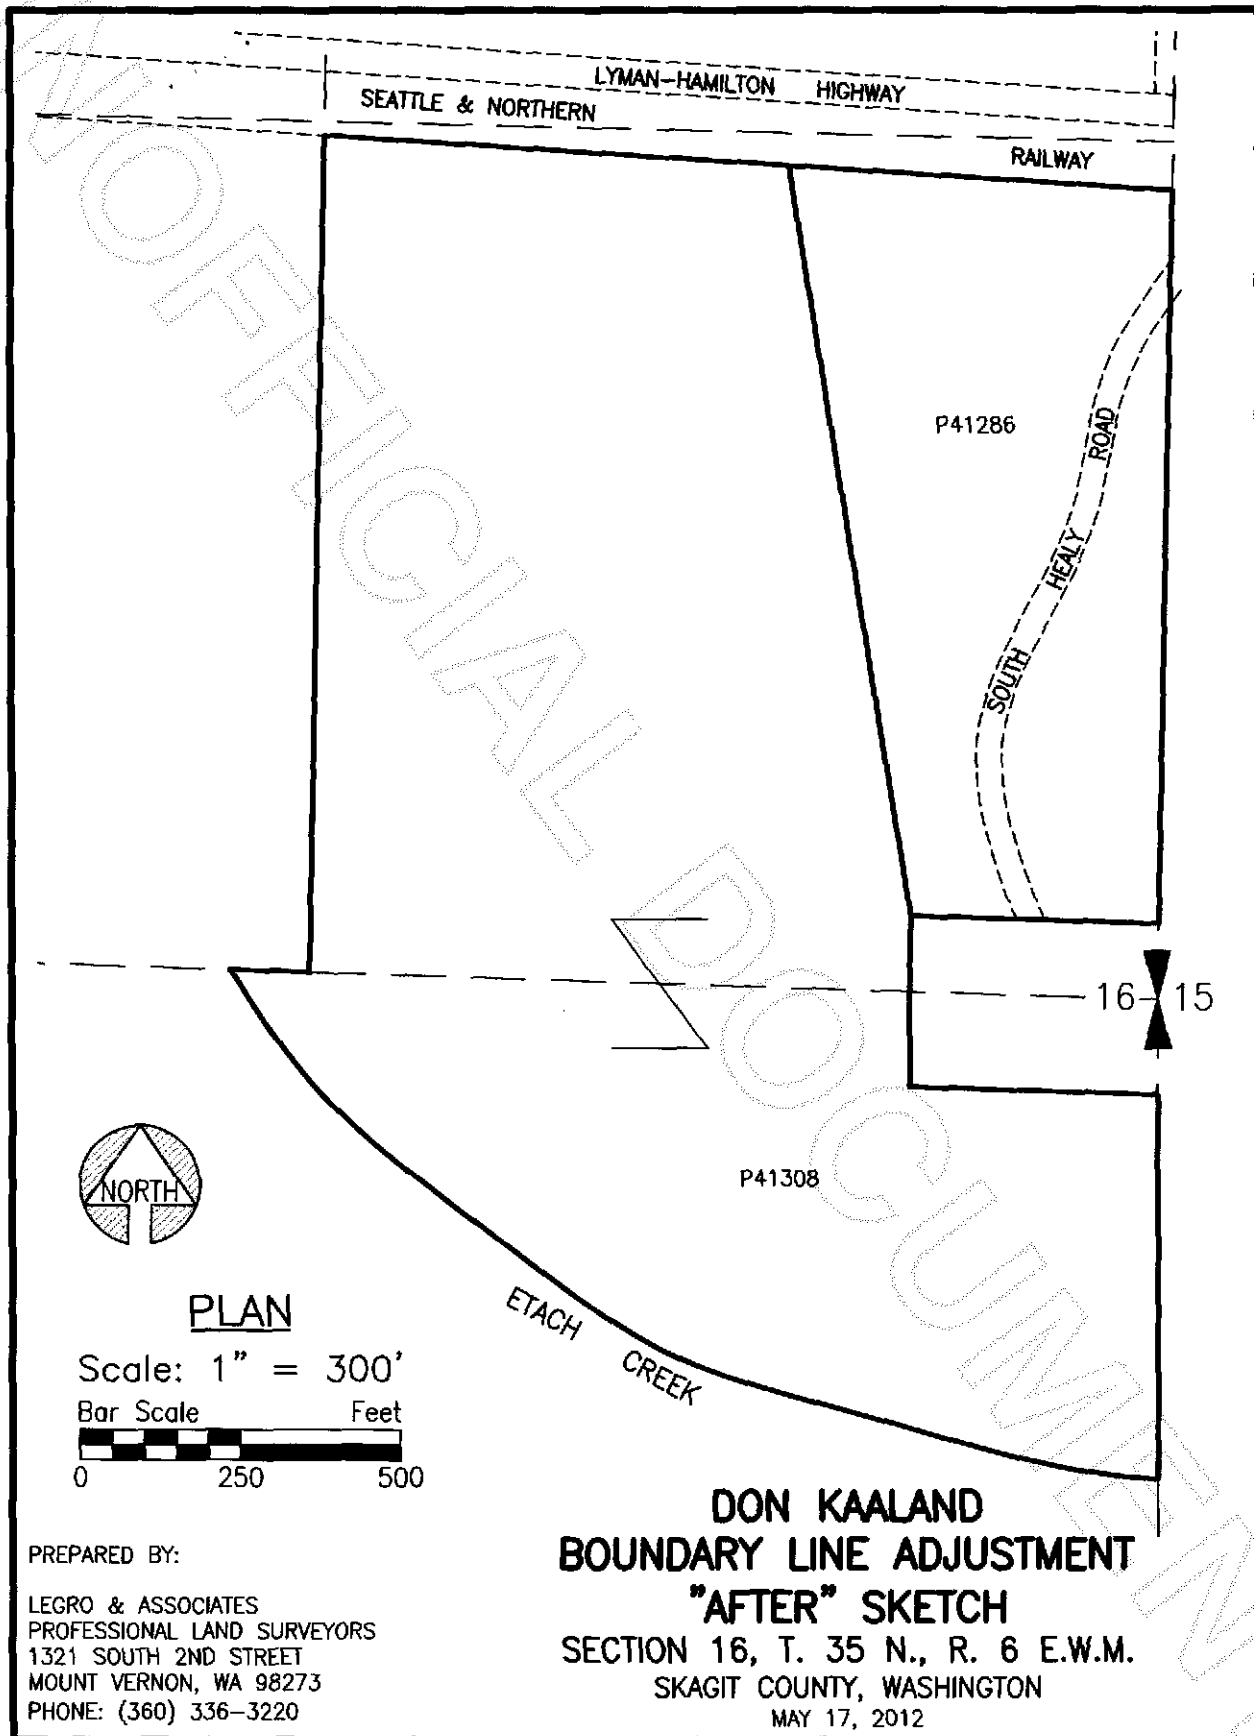 LYMAN-HAMILTON HIGHWAY
SEATTLE & NORTHERN
RAILWAY
P41286
SOUTH HEALY ROAD
16 15
P41308
NORTH
ETACH CREEK
PLAN
Scale: 1" = 300'
Bar Scale Feet
0 250 500
DON KAALAND
BOUNDARY LINE ADJUSTMENT
"AFTER" SKETCH
SECTION 16, T. 35 N., R. 6 E.W.M.
SKAGIT COUNTY, WASHINGTON
MAY 17, 2012
PREPARED BY:
LEGRO & ASSOCIATES
PROFESSIONAL LAND SURVEYORS
1321 SOUTH 2ND STREET
MOUNT VERNON, WA 98273
PHONE: (360) 336-3220
NOFFICIAL DOCUMEN